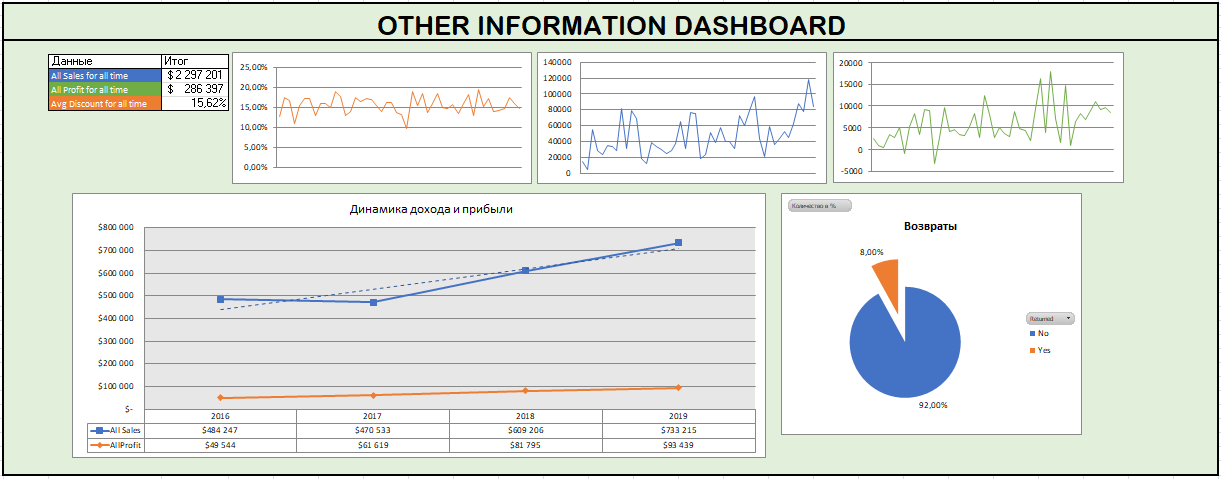 OTHER INFORMATION DASHBOARD
Данные Итог
All Sales for all time $ 2 297 201
All Profit for all time $ 286 397
Avg Discount for all time 15,62%
25,00%
20,00%
15,00%
10,00%
5,00%
0,00%
140000
120000
100000
80000
60000
40000
20000
0
20000
15000
10000
5000
0
-5000
Динамика дохода и прибыли
$800 000
$700 000
$600 000
$500 000
$400 000
$300 000
$200 000
$100 000
$-
2016 2017 2018 2019
All Sales $484 247 $470 533 $609 206 $733 215
AllProfit $49 544 $61 619 $81 795 $93 439
Количество в %
Возвраты
8,00%
92,00%
Returned
No
Yes